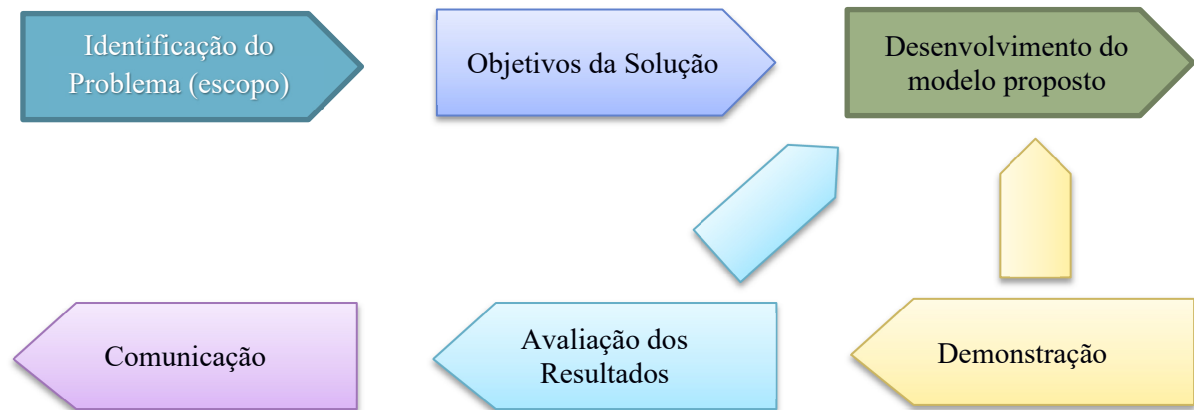 Identificação do
Problema (escopo)
Objetivos da Solução
Desenvolvimento do
modelo proposto
Comunicação
Avaliação dos
Resultados
Demonstração